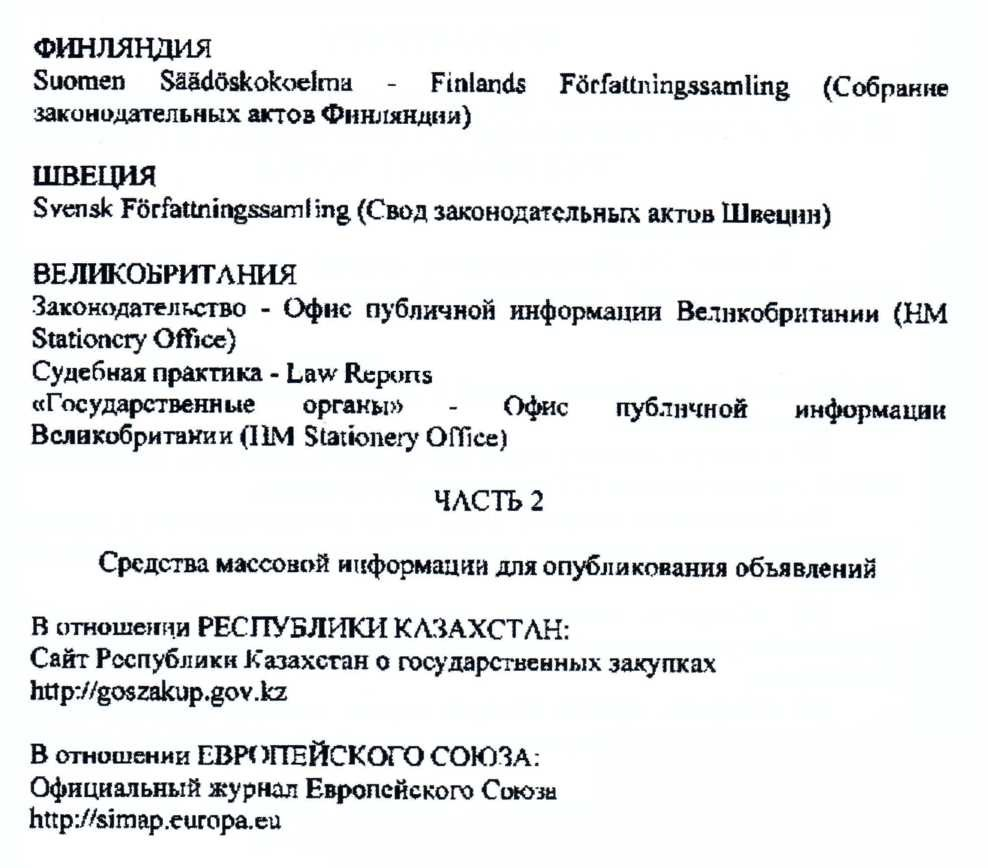 ФИНЛЯНДИЯ
Suomen Säädöskokoelma - Finlands Författningssamling (Собрание
законодательных актов Финляндии)
ШВЕЦИЯ
Svensk Författningssamling (Свод законодательных актов Швеции)
ВЕЛИКОБРИТАНИЯ
Законодательство - Офис публичной информации Великобритании (HM
Stationery Office)
Судебная практика - Law Reports
«Государственные органы» - Офис публичной информации
Великобритании (HM Stationery Office)
ЧАСТЬ 2
Средства массовой информации для опубликования объявлений
В отношении РЕСПУБЛИКИ КАЗАХСТАН:
Сайт Республики Казахстан о государственных закупках
http://goszakup.gov.kz
В отношении ЕВРОПЕЙСКОГО СОЮЗА:
Официальный журнал Европейского Союза
http://simap.europa.eu